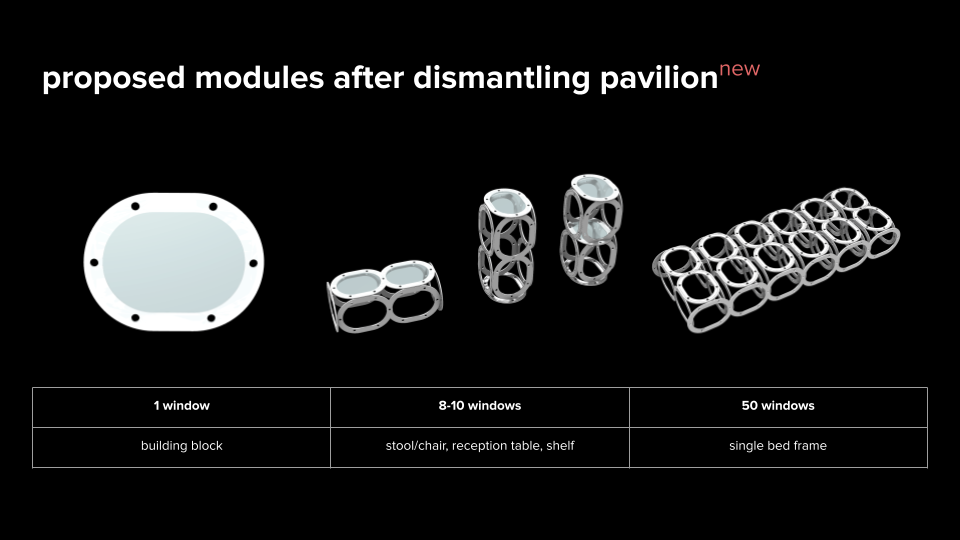 proposed modules after dismantling pavilion new
1 window
8-10 windows
50 windows
building block
stool/chair, reception table, shelf
single bed frame